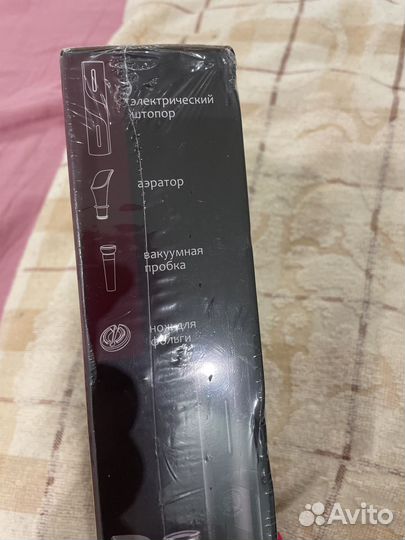 электрический
штопор
аэратор
вакуумная
пробка
нож для
фольги
Avito